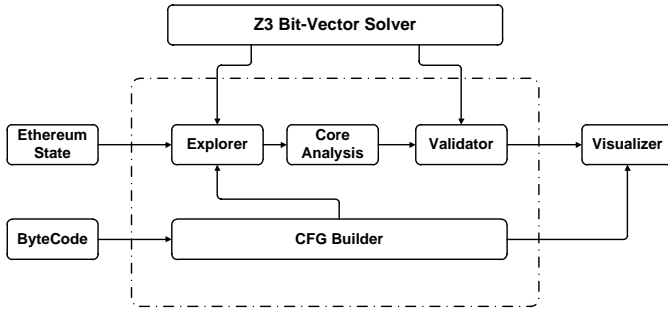 Z3 Bit-Vector Solver
Ethereum
State
Explorer
Core
Analysis
Validator
Visualizer
ByteCode
CFG Builder